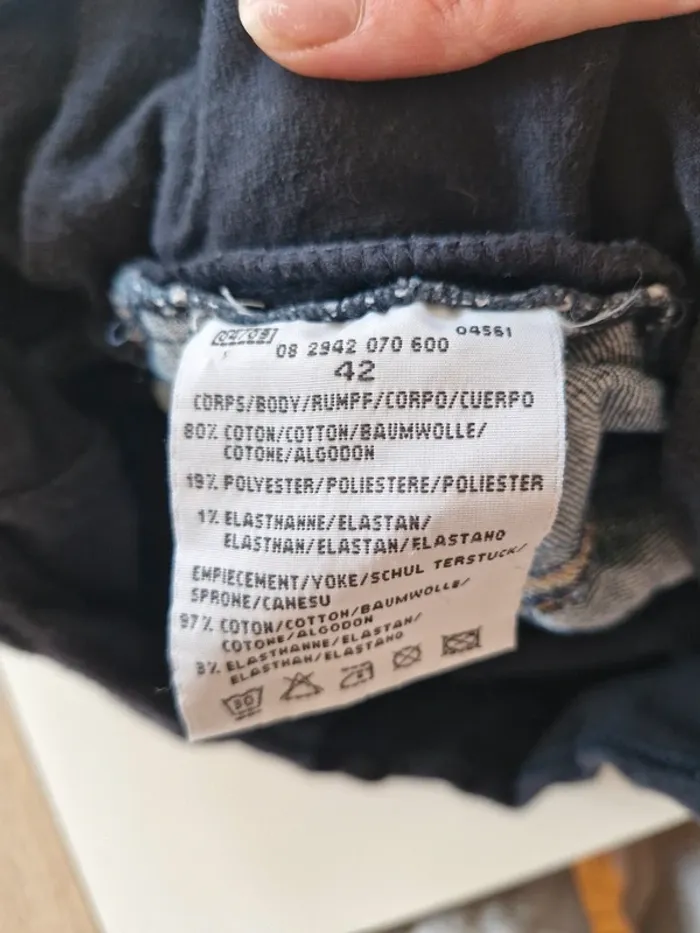 04/05
08 2942 070 600
04561
42
CORPS/BODY/RUMPF/CORPO/CUERPO
80% COTON/COTTON/BAUMWOLLE/
COTONE/ALGODON
19% POLYESTER/POLIESTERE/POLIESTER
1% ELASTHANNE/ELASTAN/
ELASTHAN/ELASTAN/ELASTANO
EMPIECEMENT/YOKE/SCHUL TERSTUCK/
SPRONE/CANESU
97% COTON/COTTON/BAUMWOLLE/
COTONE/ALGODON
3% ELASTHANNE/ELASTAN/
ELASTHAN/ELASTANO
30